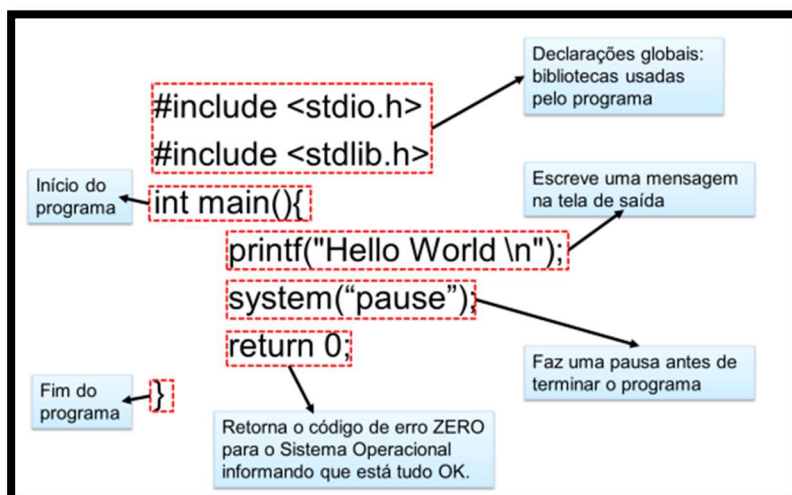 Declarações globais:
bibliotecas usadas
pelo programa
#include <stdio.h>
#include <stdlib.h>
Início do
programa
int main(){
Escreve uma mensagem
na tela de saída
printf("Hello World \n");
system(“pause”);
return 0;
Faz uma pausa antes de
terminar o programa
Fim do
programa
}
Retorna o código de erro ZERO
para o Sistema Operacional
informando que está tudo OK.